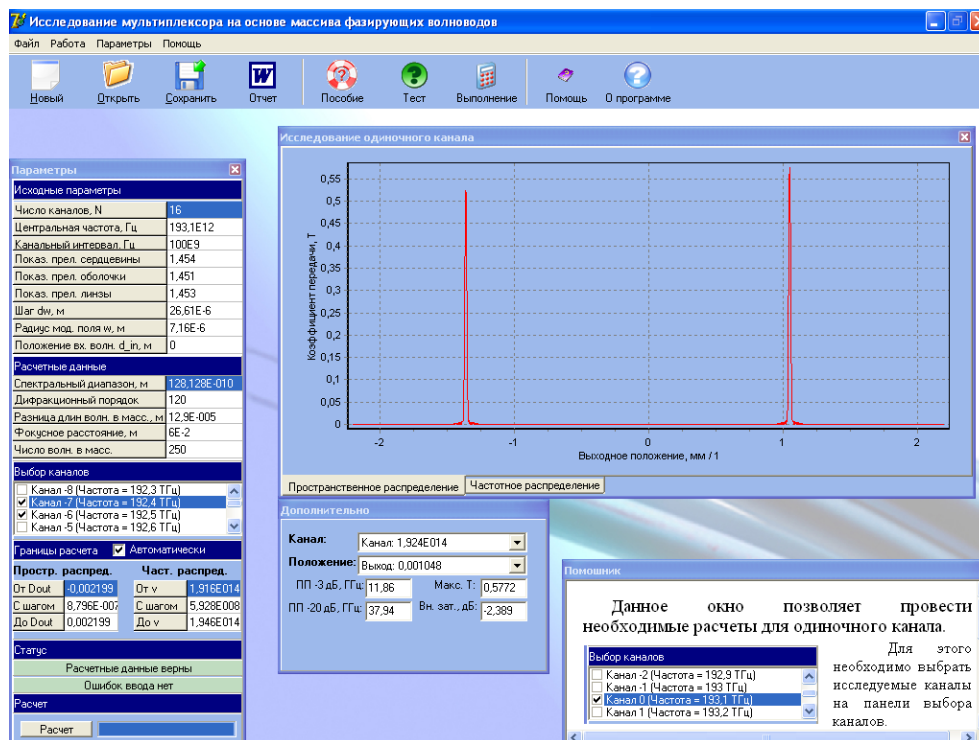 Исследование мультиплексора на основе массива фазирующих волноводов
Файл Работа Параметры Помощь
Новый Открыть Сохранить Отчет Пособие Тест Выполнение Помощь О программе
Параметры
Исходные параметры
Число каналов, N 16
Центральная частота, Гц 193,1E12
Канальный интервал, Гц 100E9
Показ. прел. сердцевины 1,454
Показ. прел. оболочки 1,451
Показ. прел. линзы 1,453
Шаг dw, м 26,61E-6
Радиус мод. поля w, м 7,16E-6
Положение вх. волн. d_in, м 0
Расчетные данные
Спектральный диапазон, м 128,128E-010
Дифракционный порядок 120
Разница длин волн. в масс., м 12,9E-005
Фокусное расстояние, м 6E-2
Число волн. в масс. 250
Выбор каналов
Канал -8 (Частота = 192,3 ТГц)
Канал -7 (Частота = 192,4 ТГц)
Канал -6 (Частота = 192,5 ТГц)
Канал -5 (Частота = 192,6 ТГц)
Границы расчета Автоматически
Простр. распред. Част. распред.
От Dout -0,002199 От v 1,916E014
С шагом 8,796E-007 С шагом 5,928E008
До Dout 0,002199 До v 1,946E014
Статус
Расчетные данные верны
Ошибок ввода нет
Расчет
Расчет
Исследование одиночного канала
Коэффициент передачи, T
0,55
0,5
0,45
0,4
0,35
0,3
0,25
0,2
0,15
0,1
0,05
0
-2 -1 0 1 2
Выходное положение, мм / 1
Пространственное распределение Частотное распределение
Дополнительно
Канал: Канал: 1,924E014
Положение: Выход: 0,001048
ПП -3 дБ, ГГц: 11,86 Макс. T: 0,5772
ПП -20 дБ, ГГц: 37,94 Вн. зат., дБ: -2,389
Помошник
Данное окно позволяет провести
необходимые расчеты для одиночного канала.
Выбор каналов
Канал -2 (Частота = 192,9 ТГц)
Канал -1 (Частота = 193 ТГц)
Канал 0 (Частота = 193,1 ТГц)
Канал 1 (Частота = 193,2 ТГц)
Для этого
необходимо выбрать
исследуемые каналы
на панели выбора
каналов.